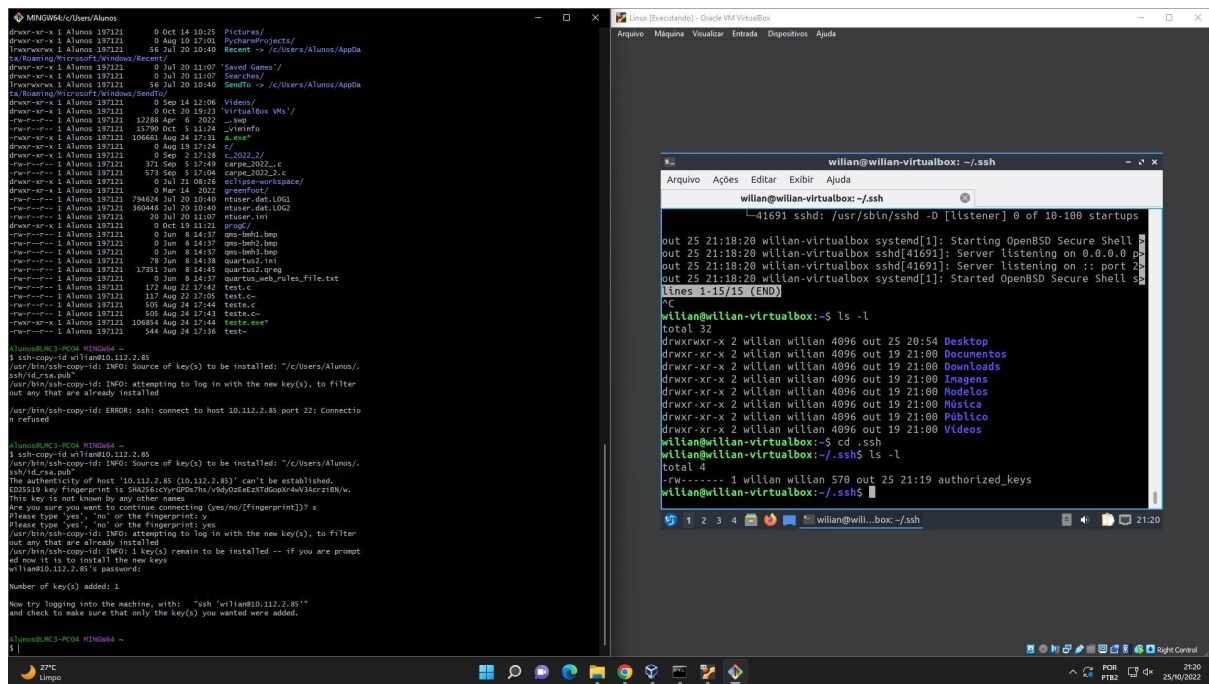 MINGW64:/c/Users/Alunos
drwxr-xr-x 1 Alunos 197121 0 Oct 14 10:25 Pictures/
drwxr-xr-x 1 Alunos 197121 0 Aug 10 17:01 PycharmProjects/
lrwxrwxrwx 1 Alunos 197121 56 Jul 20 10:40 Recent -> /c/Users/Alunos/AppDa
ta/Roaming/Microsoft/Windows/Recent/
drwxr-xr-x 1 Alunos 197121 0 Jul 20 11:07 'Saved Games'/
drwxr-xr-x 1 Alunos 197121 0 Jul 20 11:07 Searches/
lrwxrwxrwx 1 Alunos 197121 56 Jul 20 10:40 SendTo -> /c/Users/Alunos/AppDa
ta/Roaming/Microsoft/Windows/SendTo/
drwxr-xr-x 1 Alunos 197121 0 Sep 14 12:06 Videos/
drwxr-xr-x 1 Alunos 197121 0 Oct 20 19:23 'VirtualBox VMs'/
-rw-r--r-- 1 Alunos 197121 12288 Apr 6 2022 _.swp
-rw-r--r-- 1 Alunos 197121 15790 Oct 5 11:24 _viminfo
-rwxr-xr-x 1 Alunos 197121 106661 Aug 24 17:31 a.exe*
drwxr-xr-x 1 Alunos 197121 0 Aug 19 17:24 c/
drwxr-xr-x 1 Alunos 197121 0 Sep 2 17:28 c_2022_2/
-rw-r--r-- 1 Alunos 197121 371 Sep 5 17:49 carpe_2022_.c
-rw-r--r-- 1 Alunos 197121 573 Sep 5 17:04 carpe_2022_2.c
drwxr-xr-x 1 Alunos 197121 0 Jul 21 08:26 eclipse-workspace/
drwxr-xr-x 1 Alunos 197121 0 Mar 14 2022 greenfoot/
-rw-r--r-- 1 Alunos 197121 794624 Jul 20 10:40 ntuser.dat.LOG1
-rw-r--r-- 1 Alunos 197121 360448 Jul 20 10:40 ntuser.dat.LOG2
-rw-r--r-- 1 Alunos 197121 20 Jul 20 11:07 ntuser.ini
drwxr-xr-x 1 Alunos 197121 0 Oct 19 11:21 progC/
-rw-r--r-- 1 Alunos 197121 0 Jun 8 14:37 qms-bmh1.bmp
-rw-r--r-- 1 Alunos 197121 0 Jun 8 14:37 qms-bmh2.bmp
-rw-r--r-- 1 Alunos 197121 0 Jun 8 14:37 qms-bmh3.bmp
-rw-r--r-- 1 Alunos 197121 78 Jun 8 14:38 quartus2.ini
-rw-r--r-- 1 Alunos 197121 17351 Jun 8 14:45 quartus2.qreg
-rw-r--r-- 1 Alunos 197121 0 Jun 8 14:37 quartus_web_rules_file.txt
-rw-r--r-- 1 Alunos 197121 172 Aug 22 17:42 test.c
-rw-r--r-- 1 Alunos 197121 117 Aug 22 17:05 test.c~
-rw-r--r-- 1 Alunos 197121 505 Aug 24 17:44 teste.c
-rw-r--r-- 1 Alunos 197121 505 Aug 24 17:43 teste.c~
-rwxr-xr-x 1 Alunos 197121 106854 Aug 24 17:44 teste.exe*
-rw-r--r-- 1 Alunos 197121 544 Aug 24 17:36 test~
Alunos@LMC3-PC04 MINGW64 ~
$ ssh-copy-id wilian@10.112.2.85
/usr/bin/ssh-copy-id: INFO: Source of key(s) to be installed: "/c/Users/Alunos/.
ssh/id_rsa.pub"
/usr/bin/ssh-copy-id: INFO: attempting to log in with the new key(s), to filter
out any that are already installed
/usr/bin/ssh-copy-id: ERROR: ssh: connect to host 10.112.2.85 port 22: Connectio
n refused
Alunos@LMC3-PC04 MINGW64 ~
$ ssh-copy-id wilian@10.112.2.85
/usr/bin/ssh-copy-id: INFO: Source of key(s) to be installed: "/c/Users/Alunos/.
ssh/id_rsa.pub"
The authenticity of host '10.112.2.85 (10.112.2.85)' can't be established.
ED25519 key fingerprint is
This key is not known by any other names
Are you sure you want to continue connecting (yes/no/[fingerprint])? s
Please type 'yes', 'no' or the fingerprint: y
Please type 'yes', 'no' or the fingerprint: yes
/usr/bin/ssh-copy-id: INFO: attempting to log in with the new key(s), to filter
out any that are already installed
/usr/bin/ssh-copy-id: INFO: 1 key(s) remain to be installed -- if you are prompt
ed now it is to install the new keys
wilian@10.112.2.85's password:
Number of key(s) added: 1
Now try logging into the machine, with: "ssh 'wilian@10.112.2.85'"
and check to make sure that only the key(s) you wanted were added.
Alunos@LMC3-PC04 MINGW64 ~
$
Linux [Executando] - Oracle VM VirtualBox
Arquivo Máquina Visualizar Entrada Dispositivos Ajuda
wilian@wilian-virtualbox: ~/.ssh
Arquivo Ações Editar Exibir Ajuda
wilian@wilian-virtualbox: ~/.ssh
└─41691 sshd: /usr/sbin/sshd -D [listener] 0 of 10-100 startups
out 25 21:18:20 wilian-virtualbox systemd[1]: Starting OpenBSD Secure Shell >
out 25 21:18:20 wilian-virtualbox sshd[41691]: Server listening on 0.0.0.0 p>
out 25 21:18:20 wilian-virtualbox sshd[41691]: Server listening on :: port 2>
out 25 21:18:20 wilian-virtualbox systemd[1]: Started OpenBSD Secure Shell s>
lines 1-15/15 (END)
^C
wilian@wilian-virtualbox:~$ ls -l
total 32
drwxrwxr-x 2 wilian wilian 4096 out 25 20:54 Desktop
drwxr-xr-x 2 wilian wilian 4096 out 19 21:00 Documentos
drwxr-xr-x 2 wilian wilian 4096 out 19 21:00 Downloads
drwxr-xr-x 2 wilian wilian 4096 out 19 21:00 Imagens
drwxr-xr-x 2 wilian wilian 4096 out 19 21:00 Modelos
drwxr-xr-x 2 wilian wilian 4096 out 19 21:00 Música
drwxr-xr-x 2 wilian wilian 4096 out 19 21:00 Público
drwxr-xr-x 2 wilian wilian 4096 out 19 21:00 Vídeos
wilian@wilian-virtualbox:~$ cd .ssh
wilian@wilian-virtualbox:~/.ssh$ ls -l
total 4
-rw------- 1 wilian wilian 570 out 25 21:19 authorized_keys
wilian@wilian-virtualbox:~/.ssh$
1 2 3 4 wilian@wili...box: ~/.ssh 21:20
Right Control
27°C
Limpo
POR
PTB2
21:20
25/10/2022